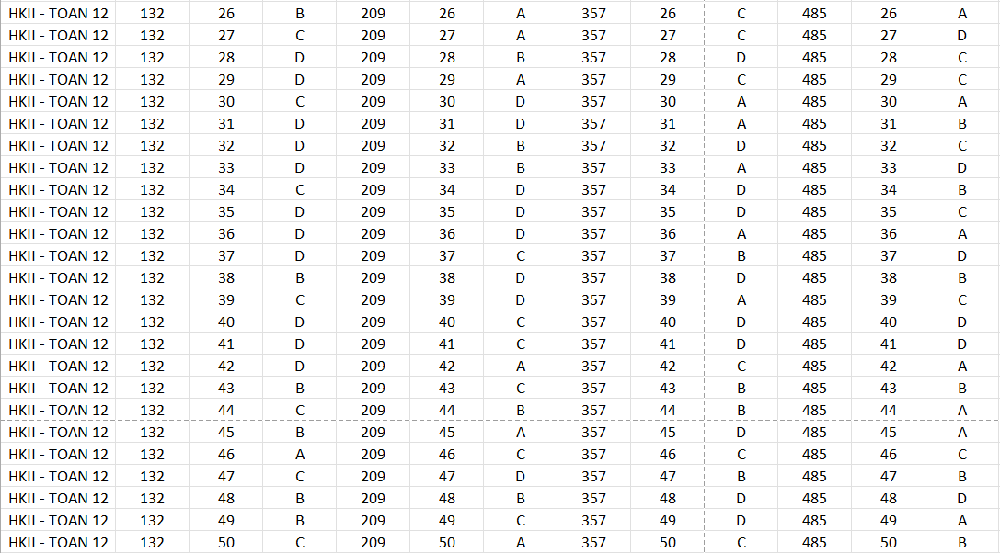 HKII - TOAN 12 132 26 B 209 26 A 357 26 C 485 26 A
HKII - TOAN 12 132 27 C 209 27 A 357 27 C 485 27 D
HKII - TOAN 12 132 28 D 209 28 B 357 28 D 485 28 C
HKII - TOAN 12 132 29 D 209 29 A 357 29 C 485 29 C
HKII - TOAN 12 132 30 C 209 30 D 357 30 A 485 30 A
HKII - TOAN 12 132 31 D 209 31 D 357 31 A 485 31 B
HKII - TOAN 12 132 32 D 209 32 B 357 32 D 485 32 C
HKII - TOAN 12 132 33 D 209 33 B 357 33 A 485 33 D
HKII - TOAN 12 132 34 C 209 34 D 357 34 D 485 34 B
HKII - TOAN 12 132 35 D 209 35 D 357 35 D 485 35 C
HKII - TOAN 12 132 36 D 209 36 D 357 36 A 485 36 A
HKII - TOAN 12 132 37 D 209 37 C 357 37 B 485 37 D
HKII - TOAN 12 132 38 B 209 38 D 357 38 D 485 38 B
HKII - TOAN 12 132 39 C 209 39 D 357 39 A 485 39 C
HKII - TOAN 12 132 40 D 209 40 C 357 40 D 485 40 D
HKII - TOAN 12 132 41 D 209 41 C 357 41 D 485 41 D
HKII - TOAN 12 132 42 D 209 42 A 357 42 C 485 42 A
HKII - TOAN 12 132 43 B 209 43 C 357 43 B 485 43 B
HKII - TOAN 12 132 44 C 209 44 B 357 44 B 485 44 A
HKII - TOAN 12 132 45 B 209 45 A 357 45 D 485 45 A
HKII - TOAN 12 132 46 A 209 46 C 357 46 C 485 46 C
HKII - TOAN 12 132 47 C 209 47 D 357 47 B 485 47 B
HKII - TOAN 12 132 48 B 209 48 B 357 48 D 485 48 D
HKII - TOAN 12 132 49 B 209 49 C 357 49 D 485 49 A
HKII - TOAN 12 132 50 C 209 50 A 357 50 C 485 50 B